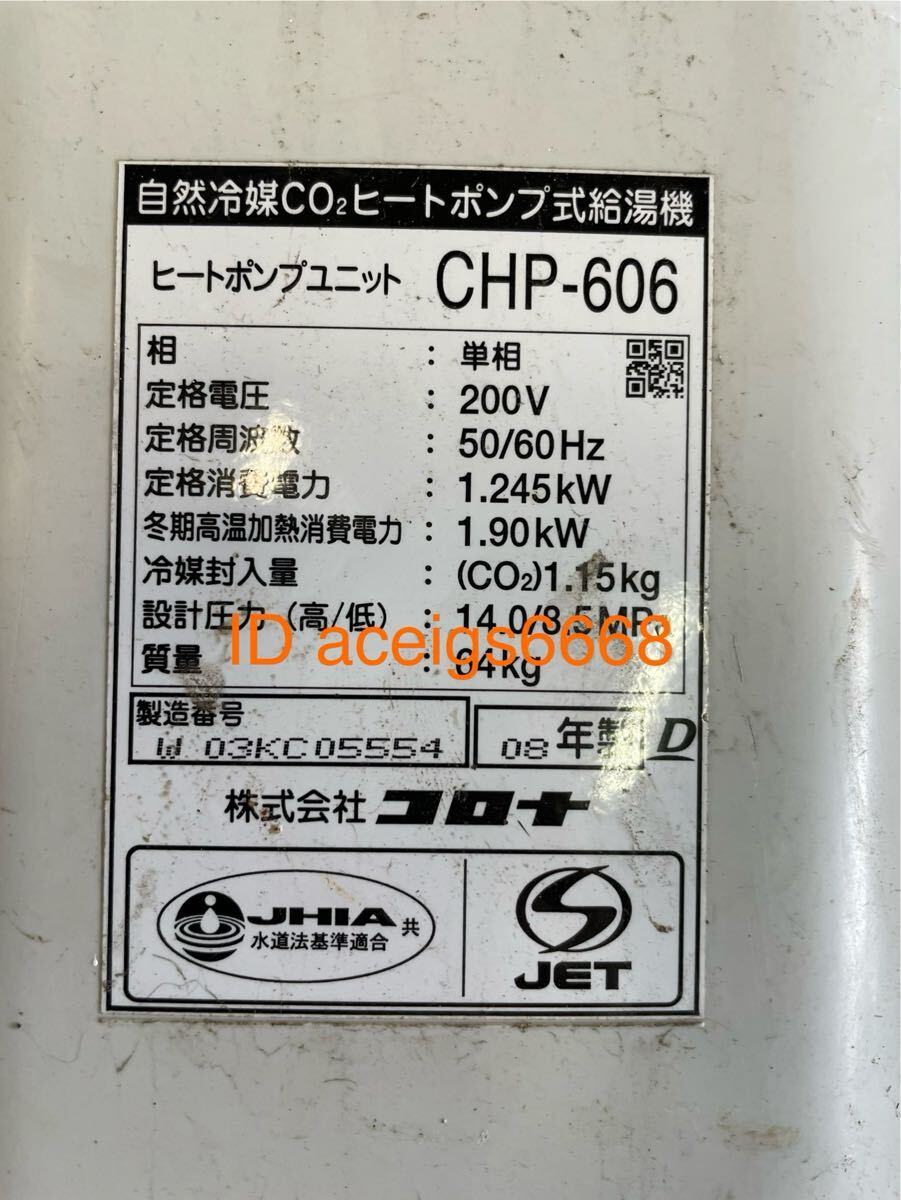 自然冷媒CO₂ヒートポンプ式給湯機
ヒートポンプユニット CHP-606
相 : 単相
定格電圧 : 200V
定格周波数 : 50/60Hz
定格消費電力 : 1.245kW
冬期高温加熱消費電力 : 1.90kW
冷媒封入量 : (CO₂)1.15kg
設計圧力(高/低) : 14.0/8.5MP
ID aceigs6668
質量 : 64kg
製造番号
W 03KC05554 08年製 D
株式会社 コロナ
JHIA 共
水道法基準適合
S
JET